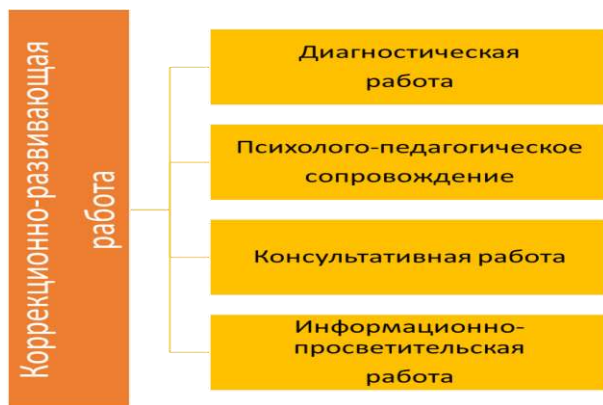 Коррекционно-развивающая
работа
Диагностическая
работа
Психолого-педагогическое
сопровождение
Консультативная работа
Информационно-
просветительская
работа